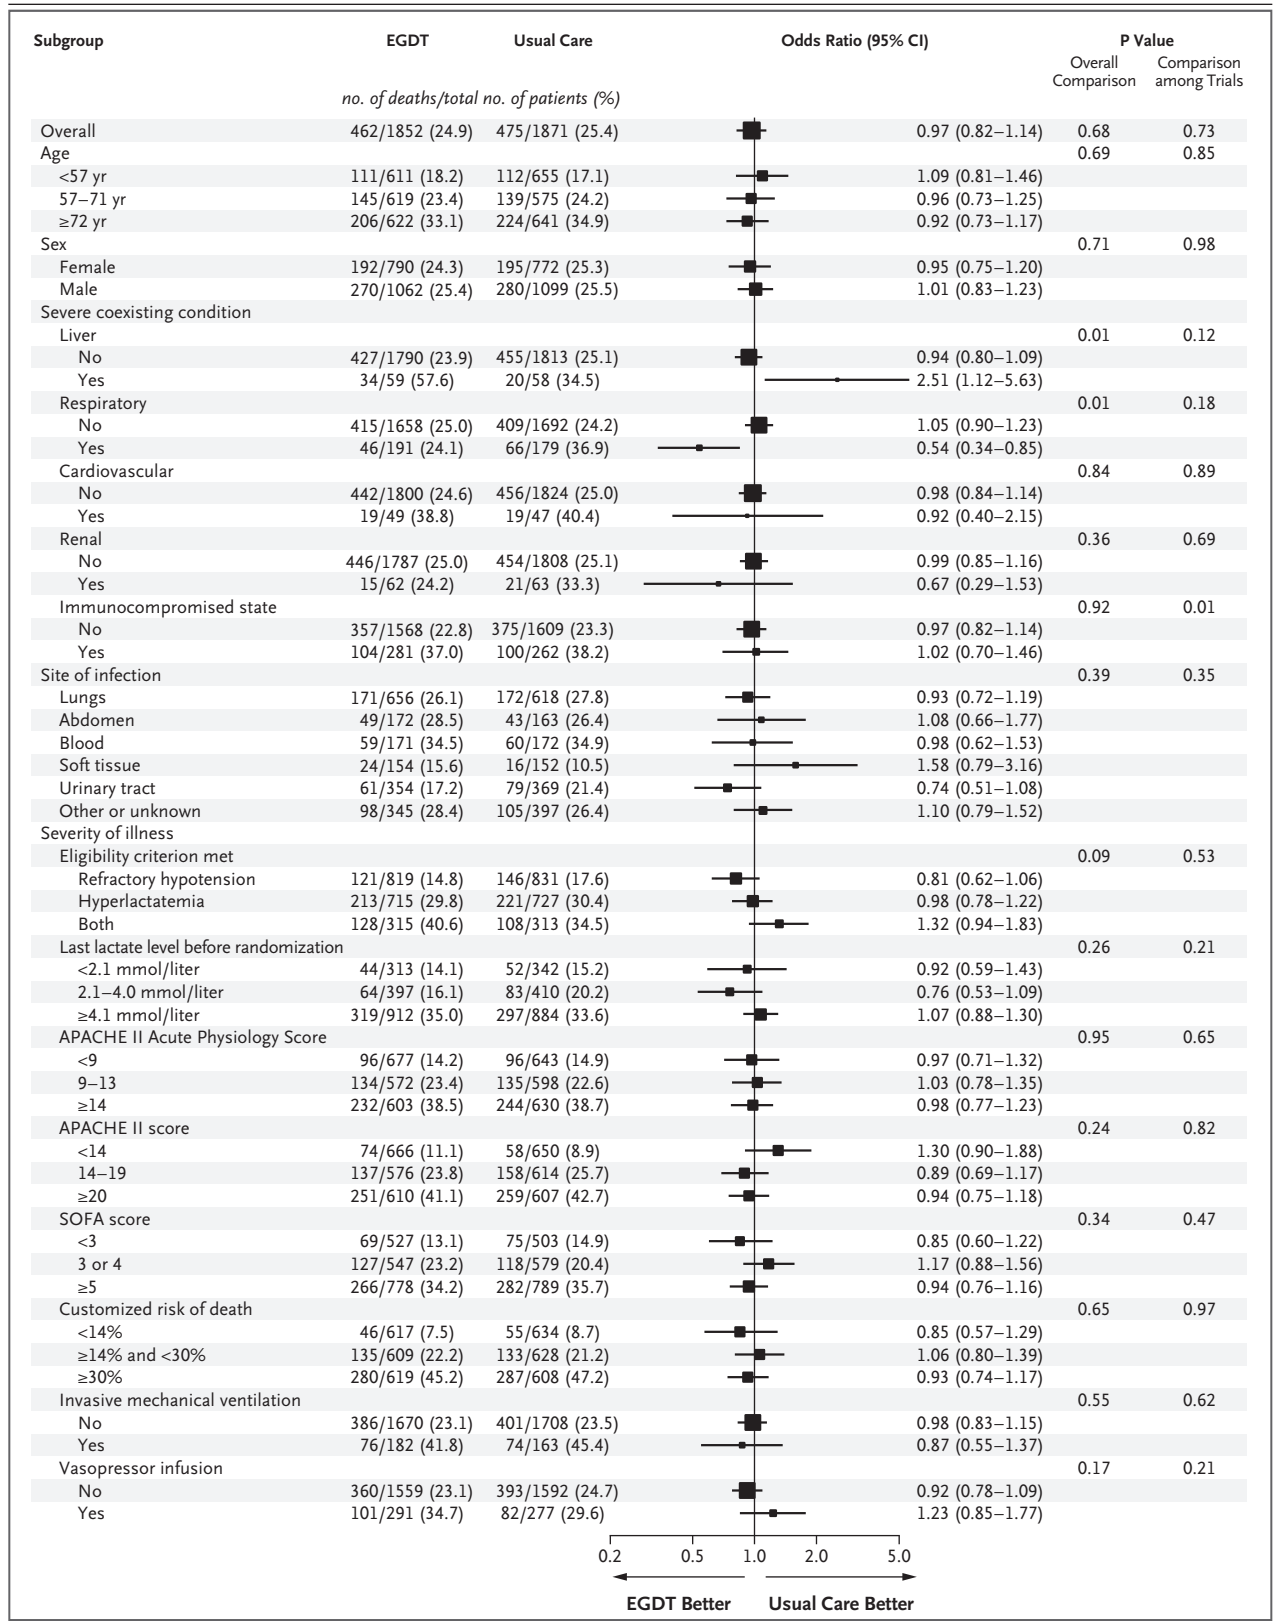 Subgroup EGDT Usual Care Odds Ratio (95% CI) P Value
Overall Comparison Comparison among Trials
no. of deaths/total no. of patients (%)
Overall 462/1852 (24.9) 475/1871 (25.4) 0.97 (0.82–1.14) 0.68 0.73
Age 0.69 0.85
<57 yr 111/611 (18.2) 112/655 (17.1) 1.09 (0.81–1.46)
57–71 yr 145/619 (23.4) 139/575 (24.2) 0.96 (0.73–1.25)
≥72 yr 206/622 (33.1) 224/641 (34.9) 0.92 (0.73–1.17)
Sex 0.71 0.98
Female 192/790 (24.3) 195/772 (25.3) 0.95 (0.75–1.20)
Male 270/1062 (25.4) 280/1099 (25.5) 1.01 (0.83–1.23)
Severe coexisting condition
Liver 0.01 0.12
No 427/1790 (23.9) 455/1813 (25.1) 0.94 (0.80–1.09)
Yes 34/59 (57.6) 20/58 (34.5) 2.51 (1.12–5.63)
Respiratory 0.01 0.18
No 415/1658 (25.0) 409/1692 (24.2) 1.05 (0.90–1.23)
Yes 46/191 (24.1) 66/179 (36.9) 0.54 (0.34–0.85)
Cardiovascular 0.84 0.89
No 442/1800 (24.6) 456/1824 (25.0) 0.98 (0.84–1.14)
Yes 19/49 (38.8) 19/47 (40.4) 0.92 (0.40–2.15)
Renal 0.36 0.69
No 446/1787 (25.0) 454/1808 (25.1) 0.99 (0.85–1.16)
Yes 15/62 (24.2) 21/63 (33.3) 0.67 (0.29–1.53)
Immunocompromised state 0.92 0.01
No 357/1568 (22.8) 375/1609 (23.3) 0.97 (0.82–1.14)
Yes 104/281 (37.0) 100/262 (38.2) 1.02 (0.70–1.46)
Site of infection 0.39 0.35
Lungs 171/656 (26.1) 172/618 (27.8) 0.93 (0.72–1.19)
Abdomen 49/172 (28.5) 43/163 (26.4) 1.08 (0.66–1.77)
Blood 59/171 (34.5) 60/172 (34.9) 0.98 (0.62–1.53)
Soft tissue 24/154 (15.6) 16/152 (10.5) 1.58 (0.79–3.16)
Urinary tract 61/354 (17.2) 79/369 (21.4) 0.74 (0.51–1.08)
Other or unknown 98/345 (28.4) 105/397 (26.4) 1.10 (0.79–1.52)
Severity of illness
Eligibility criterion met 0.09 0.53
Refractory hypotension 121/819 (14.8) 146/831 (17.6) 0.81 (0.62–1.06)
Hyperlactatemia 213/715 (29.8) 221/727 (30.4) 0.98 (0.78–1.22)
Both 128/315 (40.6) 108/313 (34.5) 1.32 (0.94–1.83)
Last lactate level before randomization 0.26 0.21
<2.1 mmol/liter 44/313 (14.1) 52/342 (15.2) 0.92 (0.59–1.43)
2.1–4.0 mmol/liter 64/397 (16.1) 83/410 (20.2) 0.76 (0.53–1.09)
≥4.1 mmol/liter 319/912 (35.0) 297/884 (33.6) 1.07 (0.88–1.30)
APACHE II Acute Physiology Score 0.95 0.65
<9 96/677 (14.2) 96/643 (14.9) 0.97 (0.71–1.32)
9–13 134/572 (23.4) 135/598 (22.6) 1.03 (0.78–1.35)
≥14 232/603 (38.5) 244/630 (38.7) 0.98 (0.77–1.23)
APACHE II score 0.24 0.82
<14 74/666 (11.1) 58/650 (8.9) 1.30 (0.90–1.88)
14–19 137/576 (23.8) 158/614 (25.7) 0.89 (0.69–1.17)
≥20 251/610 (41.1) 259/607 (42.7) 0.94 (0.75–1.18)
SOFA score 0.34 0.47
<3 69/527 (13.1) 75/503 (14.9) 0.85 (0.60–1.22)
3 or 4 127/547 (23.2) 118/579 (20.4) 1.17 (0.88–1.56)
≥5 266/778 (34.2) 282/789 (35.7) 0.94 (0.76–1.16)
Customized risk of death 0.65 0.97
<14% 46/617 (7.5) 55/634 (8.7) 0.85 (0.57–1.29)
≥14% and <30% 135/609 (22.2) 133/628 (21.2) 1.06 (0.80–1.39)
≥30% 280/619 (45.2) 287/608 (47.2) 0.93 (0.74–1.17)
Invasive mechanical ventilation 0.55 0.62
No 386/1670 (23.1) 401/1708 (23.5) 0.98 (0.83–1.15)
Yes 76/182 (41.8) 74/163 (45.4) 0.87 (0.55–1.37)
Vasopressor infusion 0.17 0.21
No 360/1559 (23.1) 393/1592 (24.7) 0.92 (0.78–1.09)
Yes 101/291 (34.7) 82/277 (29.6) 1.23 (0.85–1.77)
0.2 0.5 1.0 2.0 5.0
EGDT Better Usual Care Better